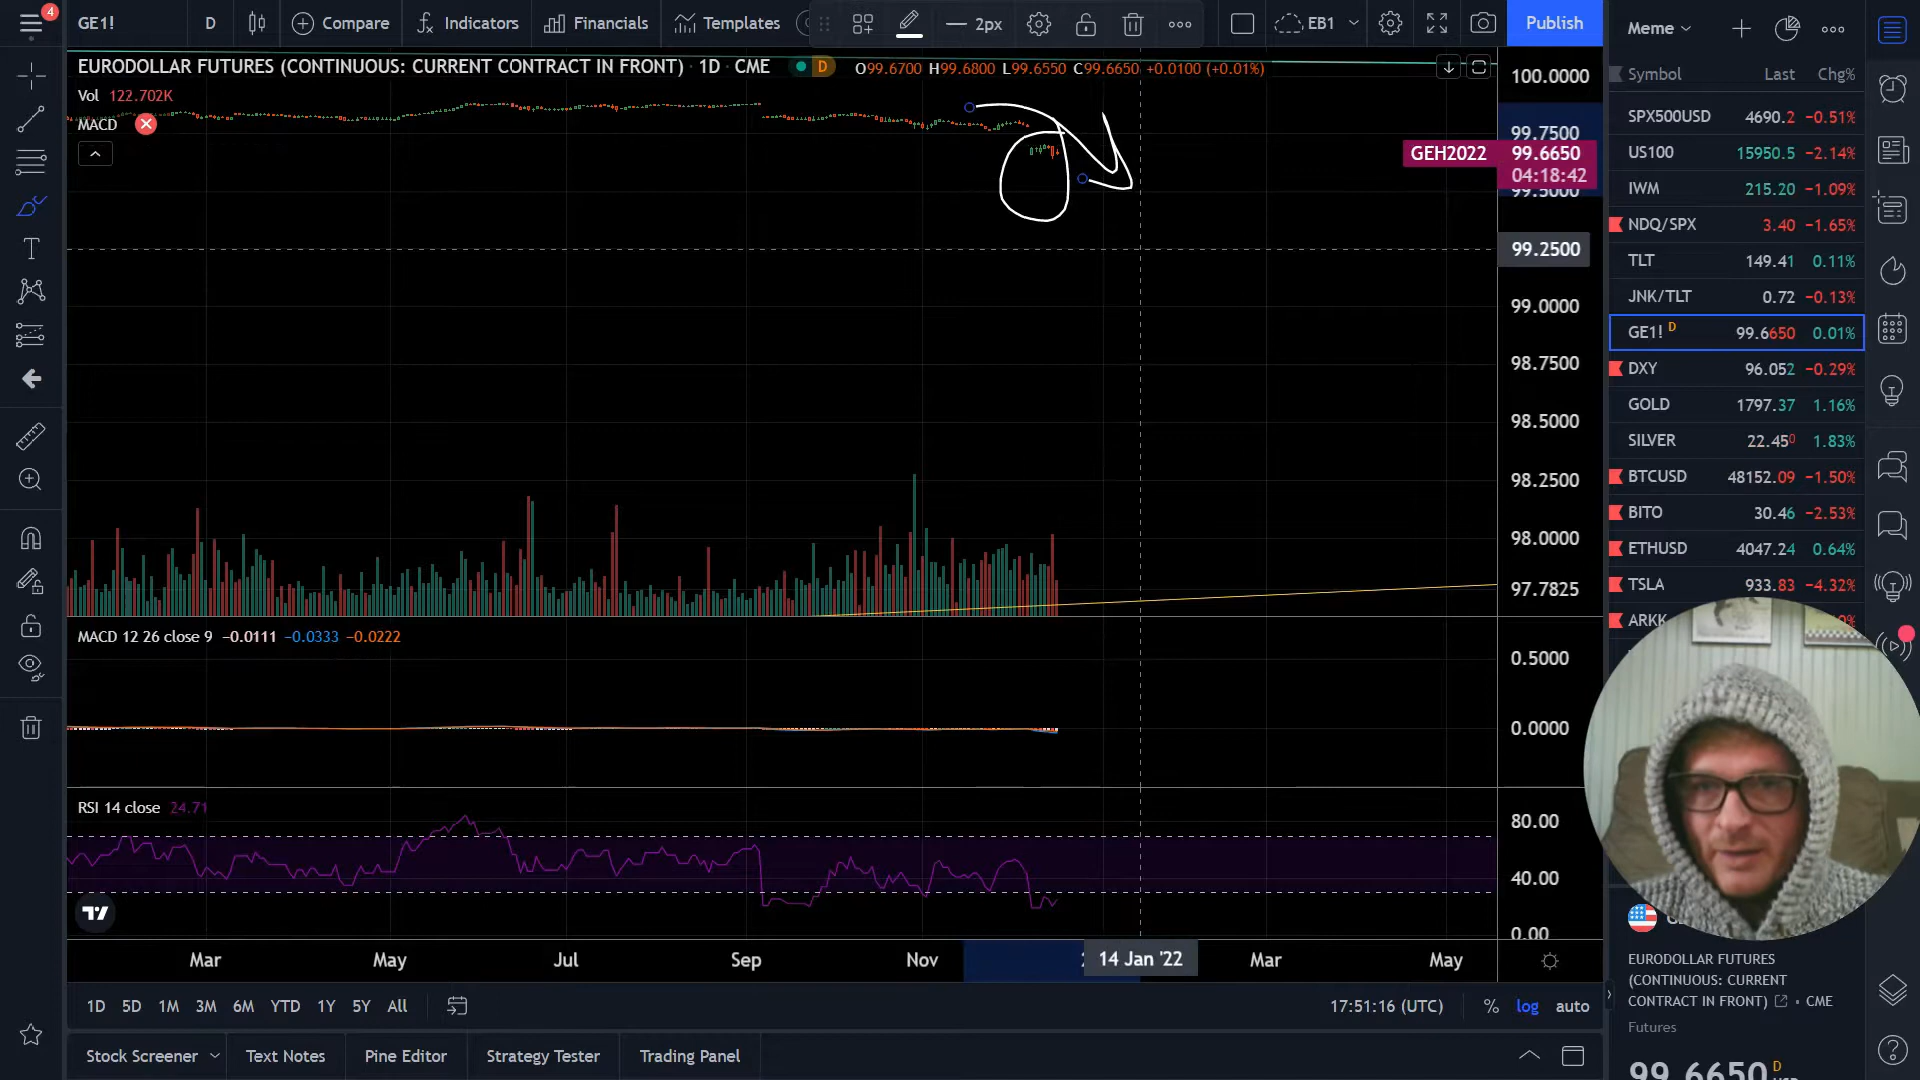 4
GE1!
D
Compare
Indicators
Financials
Templates
2px
EB1
Publish
Meme
EURODOLLAR FUTURES (CONTINUOUS: CURRENT CONTRACT IN FRONT) · 1D · CME
D
O99.6700 H99.6800 L99.6550 C99.6650 +0.0100 (+0.01%)
Vol 122.702K
MACD
100.0000
99.7500
GEH2022 99.6650
04:18:42
99.5000
99.2500
99.0000
98.7500
98.5000
98.2500
98.0000
97.7825
MACD 12 26 close 9 −0.0111 −0.0333 −0.0222
0.5000
0.0000
RSI 14 close 24.71
80.00
40.00
0.00
Mar
May
Jul
Sep
Nov
14 Jan '22
Mar
May
1D 5D 1M 3M 6M YTD 1Y 5Y All
17:51:16 (UTC)
% log auto
Stock Screener
Text Notes
Pine Editor
Strategy Tester
Trading Panel
Symbol Last Chg%
SPX500USD 4690.2 −0.51%
US100 15950.5 −2.14%
IWM 215.20 −1.09%
NDQ/SPX 3.40 −1.65%
TLT 149.41 0.11%
JNK/TLT 0.72 −0.13%
GE1! D 99.6650 0.01%
DXY 96.052 −0.29%
GOLD 1797.37 1.16%
SILVER 22.450 1.83%
BTCUSD 48152.09 −1.50%
BITO 30.46 −2.53%
ETHUSD 4047.24 0.64%
TSLA 933.83 −4.32%
ARKK
EURODOLLAR FUTURES
(CONTINUOUS: CURRENT
CONTRACT IN FRONT) • CME
Futures
99.6650 D